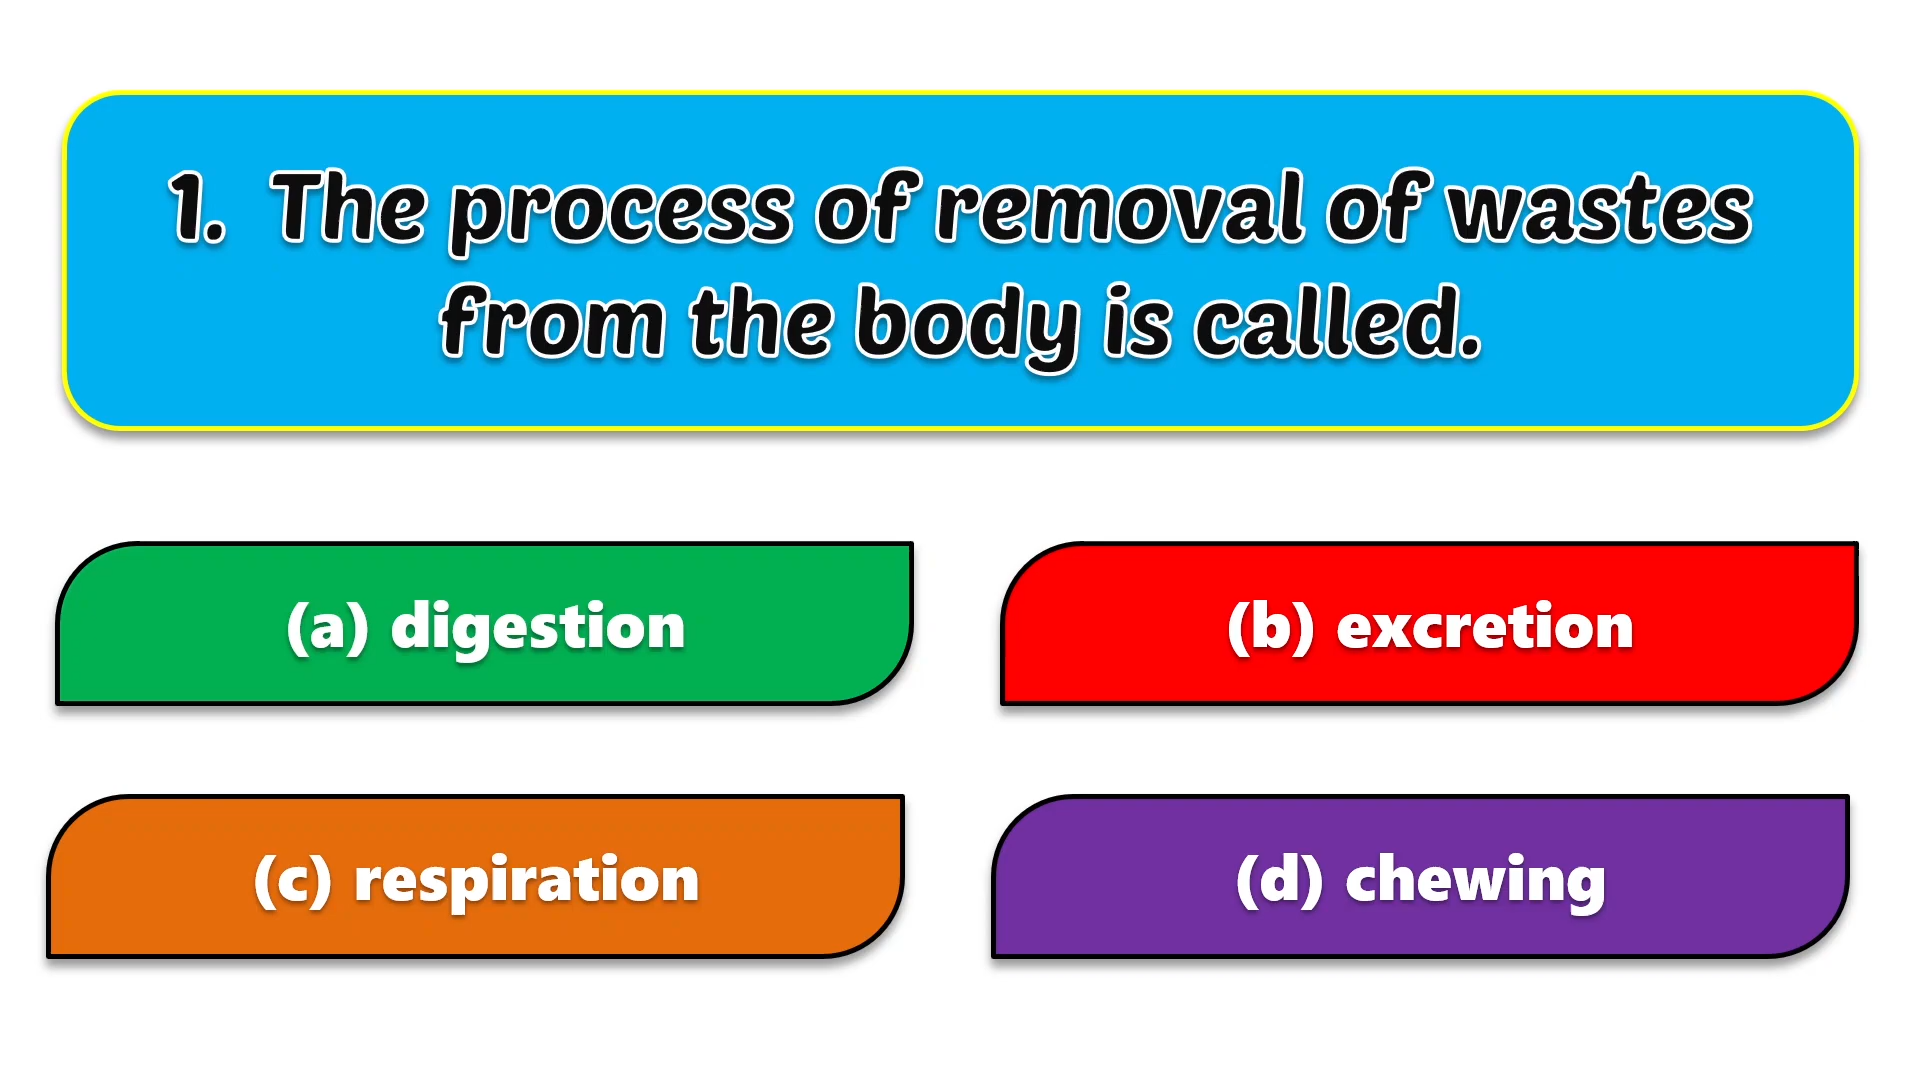 1. The process of removal of wastes
from the body is called.
(a) digestion
(b) excretion
(c) respiration
(d) chewing